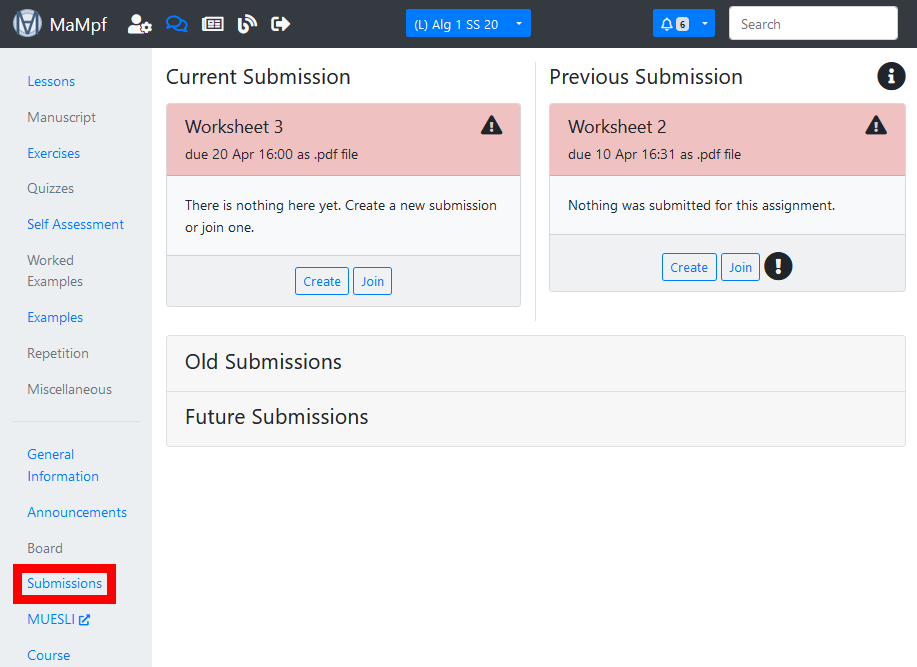 MaMpf
(L) Alg 1 SS 20
6
Search
Lessons
Manuscript
Exercises
Quizzes
Self Assessment
Worked
Examples
Examples
Repetition
Miscellaneous
General
Information
Announcements
Board
Submissions
MUESLI
Course
Current Submission
Worksheet 3
due 20 Apr 16:00 as .pdf file
There is nothing here yet. Create a new submission
or join one.
Create Join
Previous Submission
Worksheet 2
due 10 Apr 16:31 as .pdf file
Nothing was submitted for this assignment.
Create Join
Old Submissions
Future Submissions